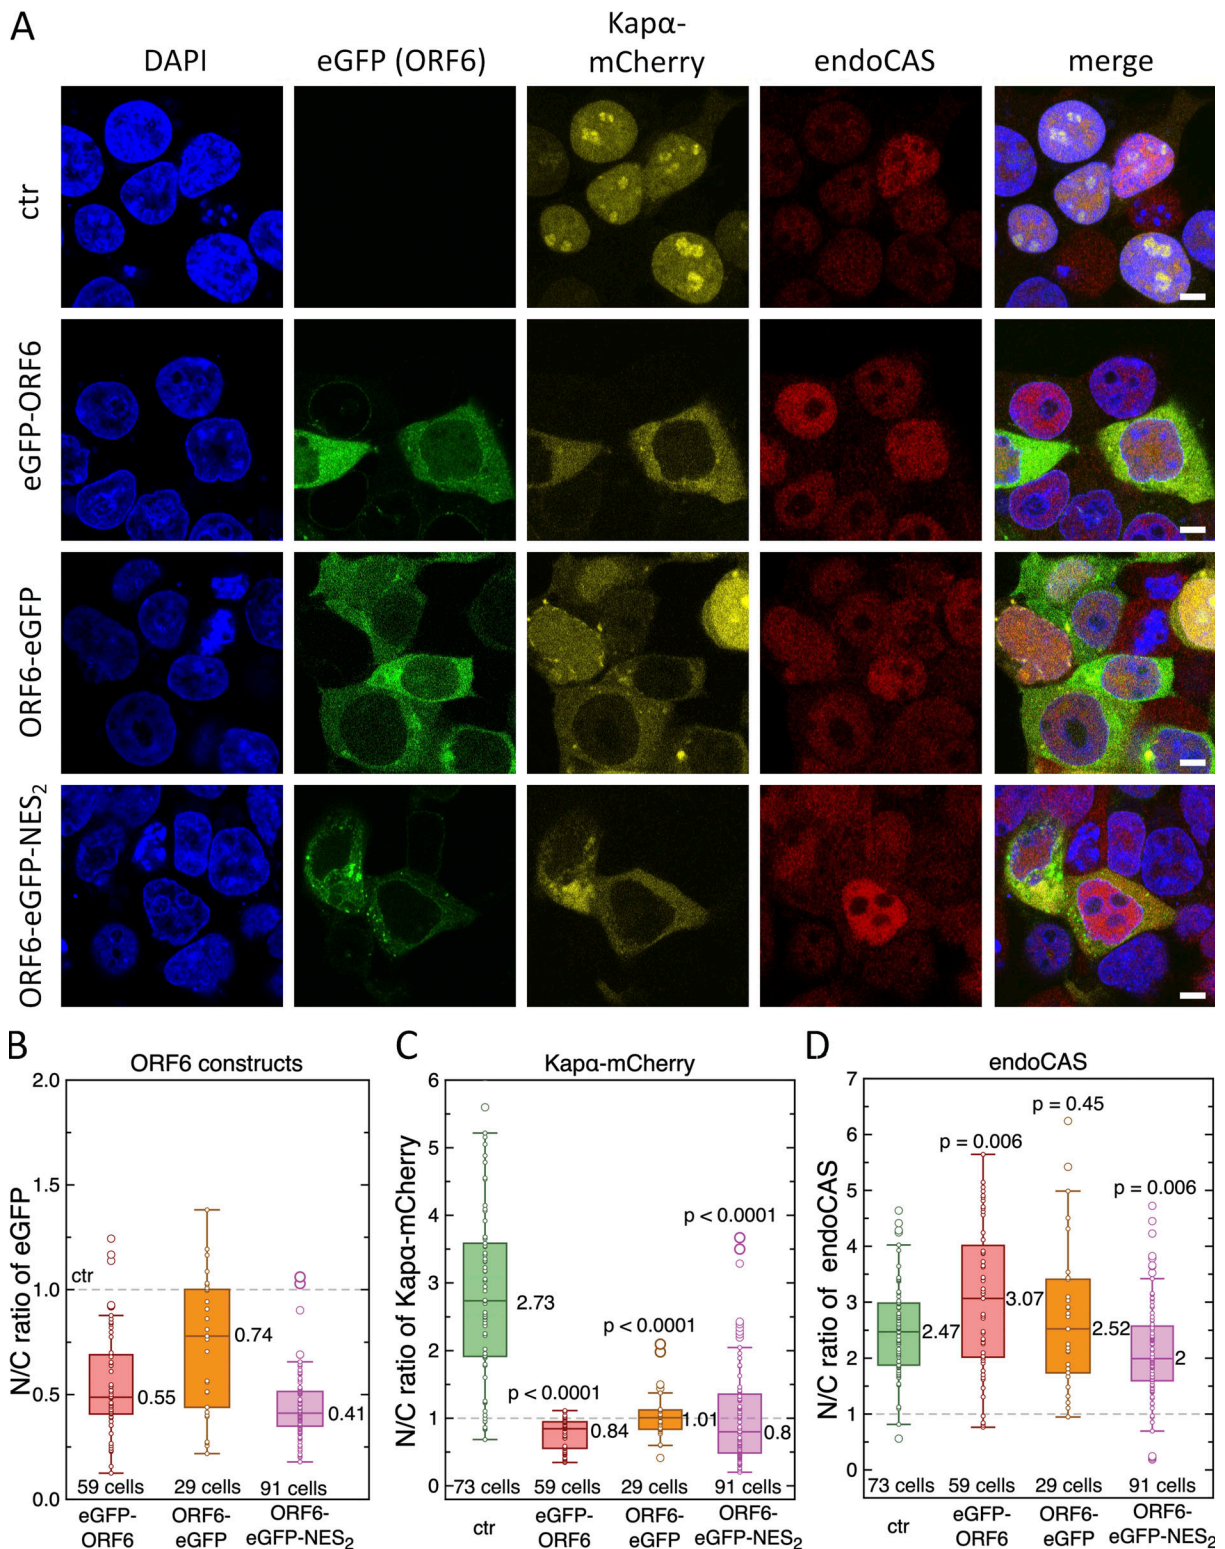 A
DAPI
eGFP (ORF6)
Kapα-
mCherry
endoCAS
merge
ctr
eGFP-ORF6
ORF6-eGFP
ORF6-eGFP-NES2
B
ORF6 constructs
N/C ratio of eGFP
2.0
1.5
1.0
0.5
0.0
ctr
0.55
0.74
0.41
59 cells
29 cells
91 cells
eGFP-
ORF6
ORF6-
eGFP
ORF6-
eGFP-NES2
C
Kapα-mCherry
N/C ratio of Kapα-mCherry
6
5
4
3
2
1
0
2.73
p < 0.0001
0.84
p < 0.0001
1.01
p < 0.0001
0.8
73 cells
59 cells
29 cells
91 cells
ctr
eGFP-
ORF6
ORF6-
eGFP
ORF6-
eGFP-NES2
D
endoCAS
N/C ratio of endoCAS
7
6
5
4
3
2
1
0
2.47
p = 0.006
3.07
p = 0.45
2.52
p = 0.006
2
73 cells
59 cells
29 cells
91 cells
ctr
eGFP-
ORF6
ORF6-
eGFP
ORF6-
eGFP-NES2